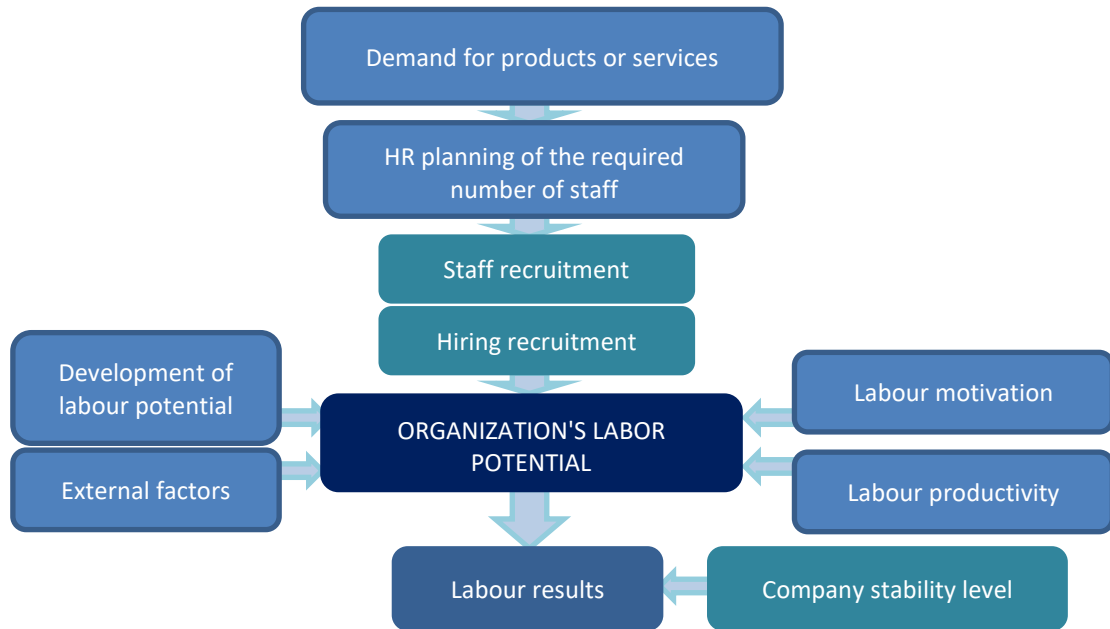 Demand for products or services
HR planning of the required
number of staff
Staff recruitment
Hiring recruitment
Development of
labour potential
Labour motivation
ORGANIZATION'S LABOR
POTENTIAL
External factors
Labour productivity
Labour results
Company stability level